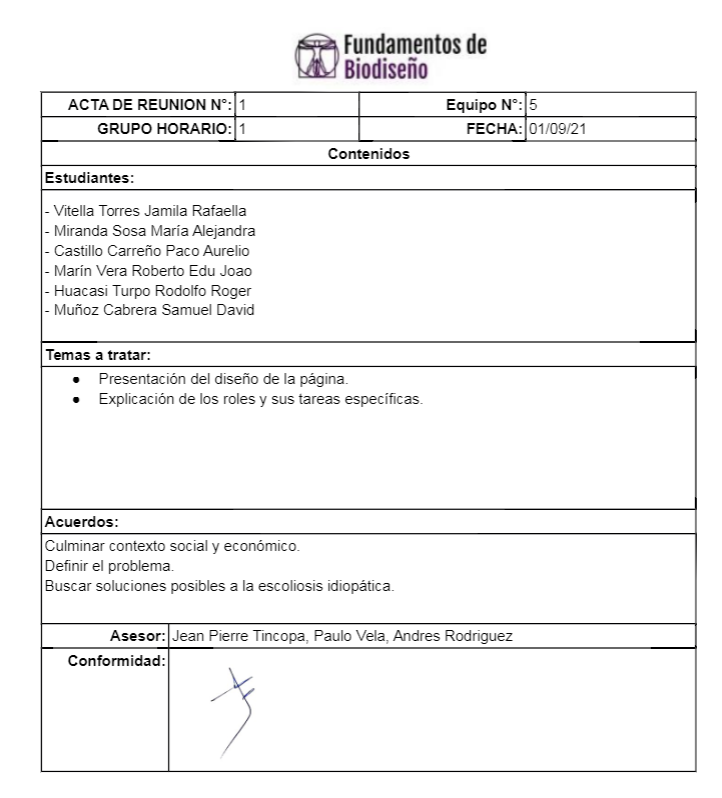 Fundamentos de
Biodiseño
ACTA DE REUNION N°: 1 Equipo N°: 5
GRUPO HORARIO: 1 FECHA: 01/09/21
Contenidos
Estudiantes:
- Vitella Torres Jamila Rafaella
- Miranda Sosa María Alejandra
- Castillo Carreño Paco Aurelio
- Marín Vera Roberto Edu Joao
- Huacasi Turpo Rodolfo Roger
- Muñoz Cabrera Samuel David
Temas a tratar:
● Presentación del diseño de la página.
● Explicación de los roles y sus tareas específicas.
Acuerdos:
Culminar contexto social y económico.
Definir el problema.
Buscar soluciones posibles a la escoliosis idiopática.
Asesor: Jean Pierre Tincopa, Paulo Vela, Andres Rodriguez
Conformidad: